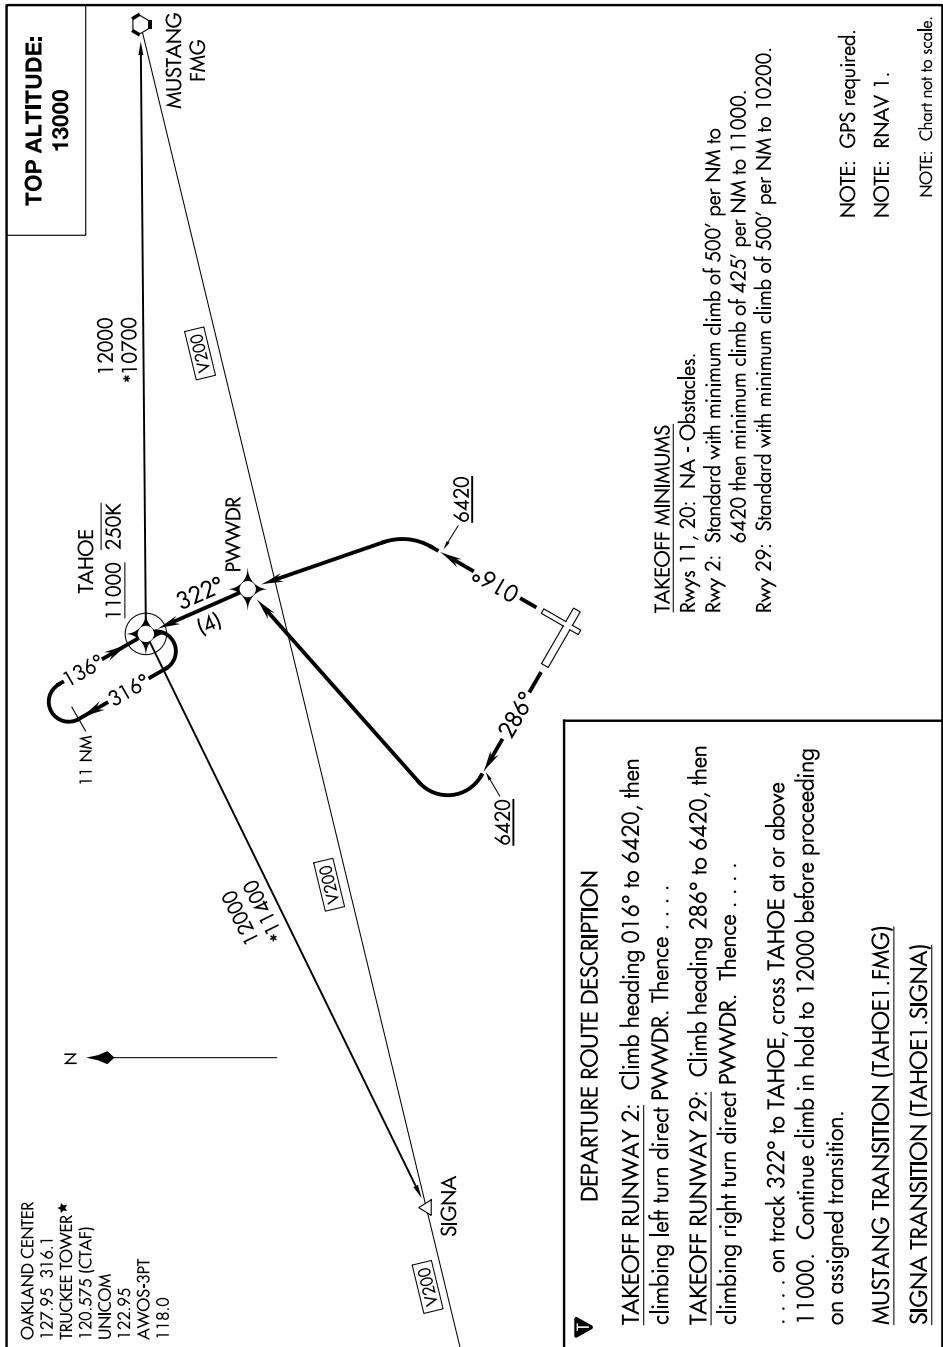 TOP ALTITUDE:
13000
OAKLAND CENTER
127.95 316.1
TRUCKEE TOWER★
120.575 (CTAF)
UNICOM
122.95
AWOS-3PT
118.0
N
11 NM
136°
316°
TAHOE
11000 250K
12000
*10700
MUSTANG
FMG
322°
(4)
PWWDR
12000
*11400
V200
V200
V200
SIGNA
6420
016°
286°
6420
TAKEOFF MINIMUMS
Rwys 11, 20: NA - Obstacles.
Rwy 2: Standard with minimum climb of 500' per NM to
6420 then minimum climb of 425' per NM to 11000.
Rwy 29: Standard with minimum climb of 500' per NM to 10200.
NOTE: GPS required.
NOTE: RNAV 1.
NOTE: Chart not to scale.
T
DEPARTURE ROUTE DESCRIPTION
TAKEOFF RUNWAY 2: Climb heading 016° to 6420, then
climbing left turn direct PWWDR. Thence . . . .
TAKEOFF RUNWAY 29: Climb heading 286° to 6420, then
climbing right turn direct PWWDR. Thence . . . .
. . . . on track 322° to TAHOE, cross TAHOE at or above
11000. Continue climb in hold to 12000 before proceeding
on assigned transition.
MUSTANG TRANSITION (TAHOE1.FMG)
SIGNA TRANSITION (TAHOE1.SIGNA)